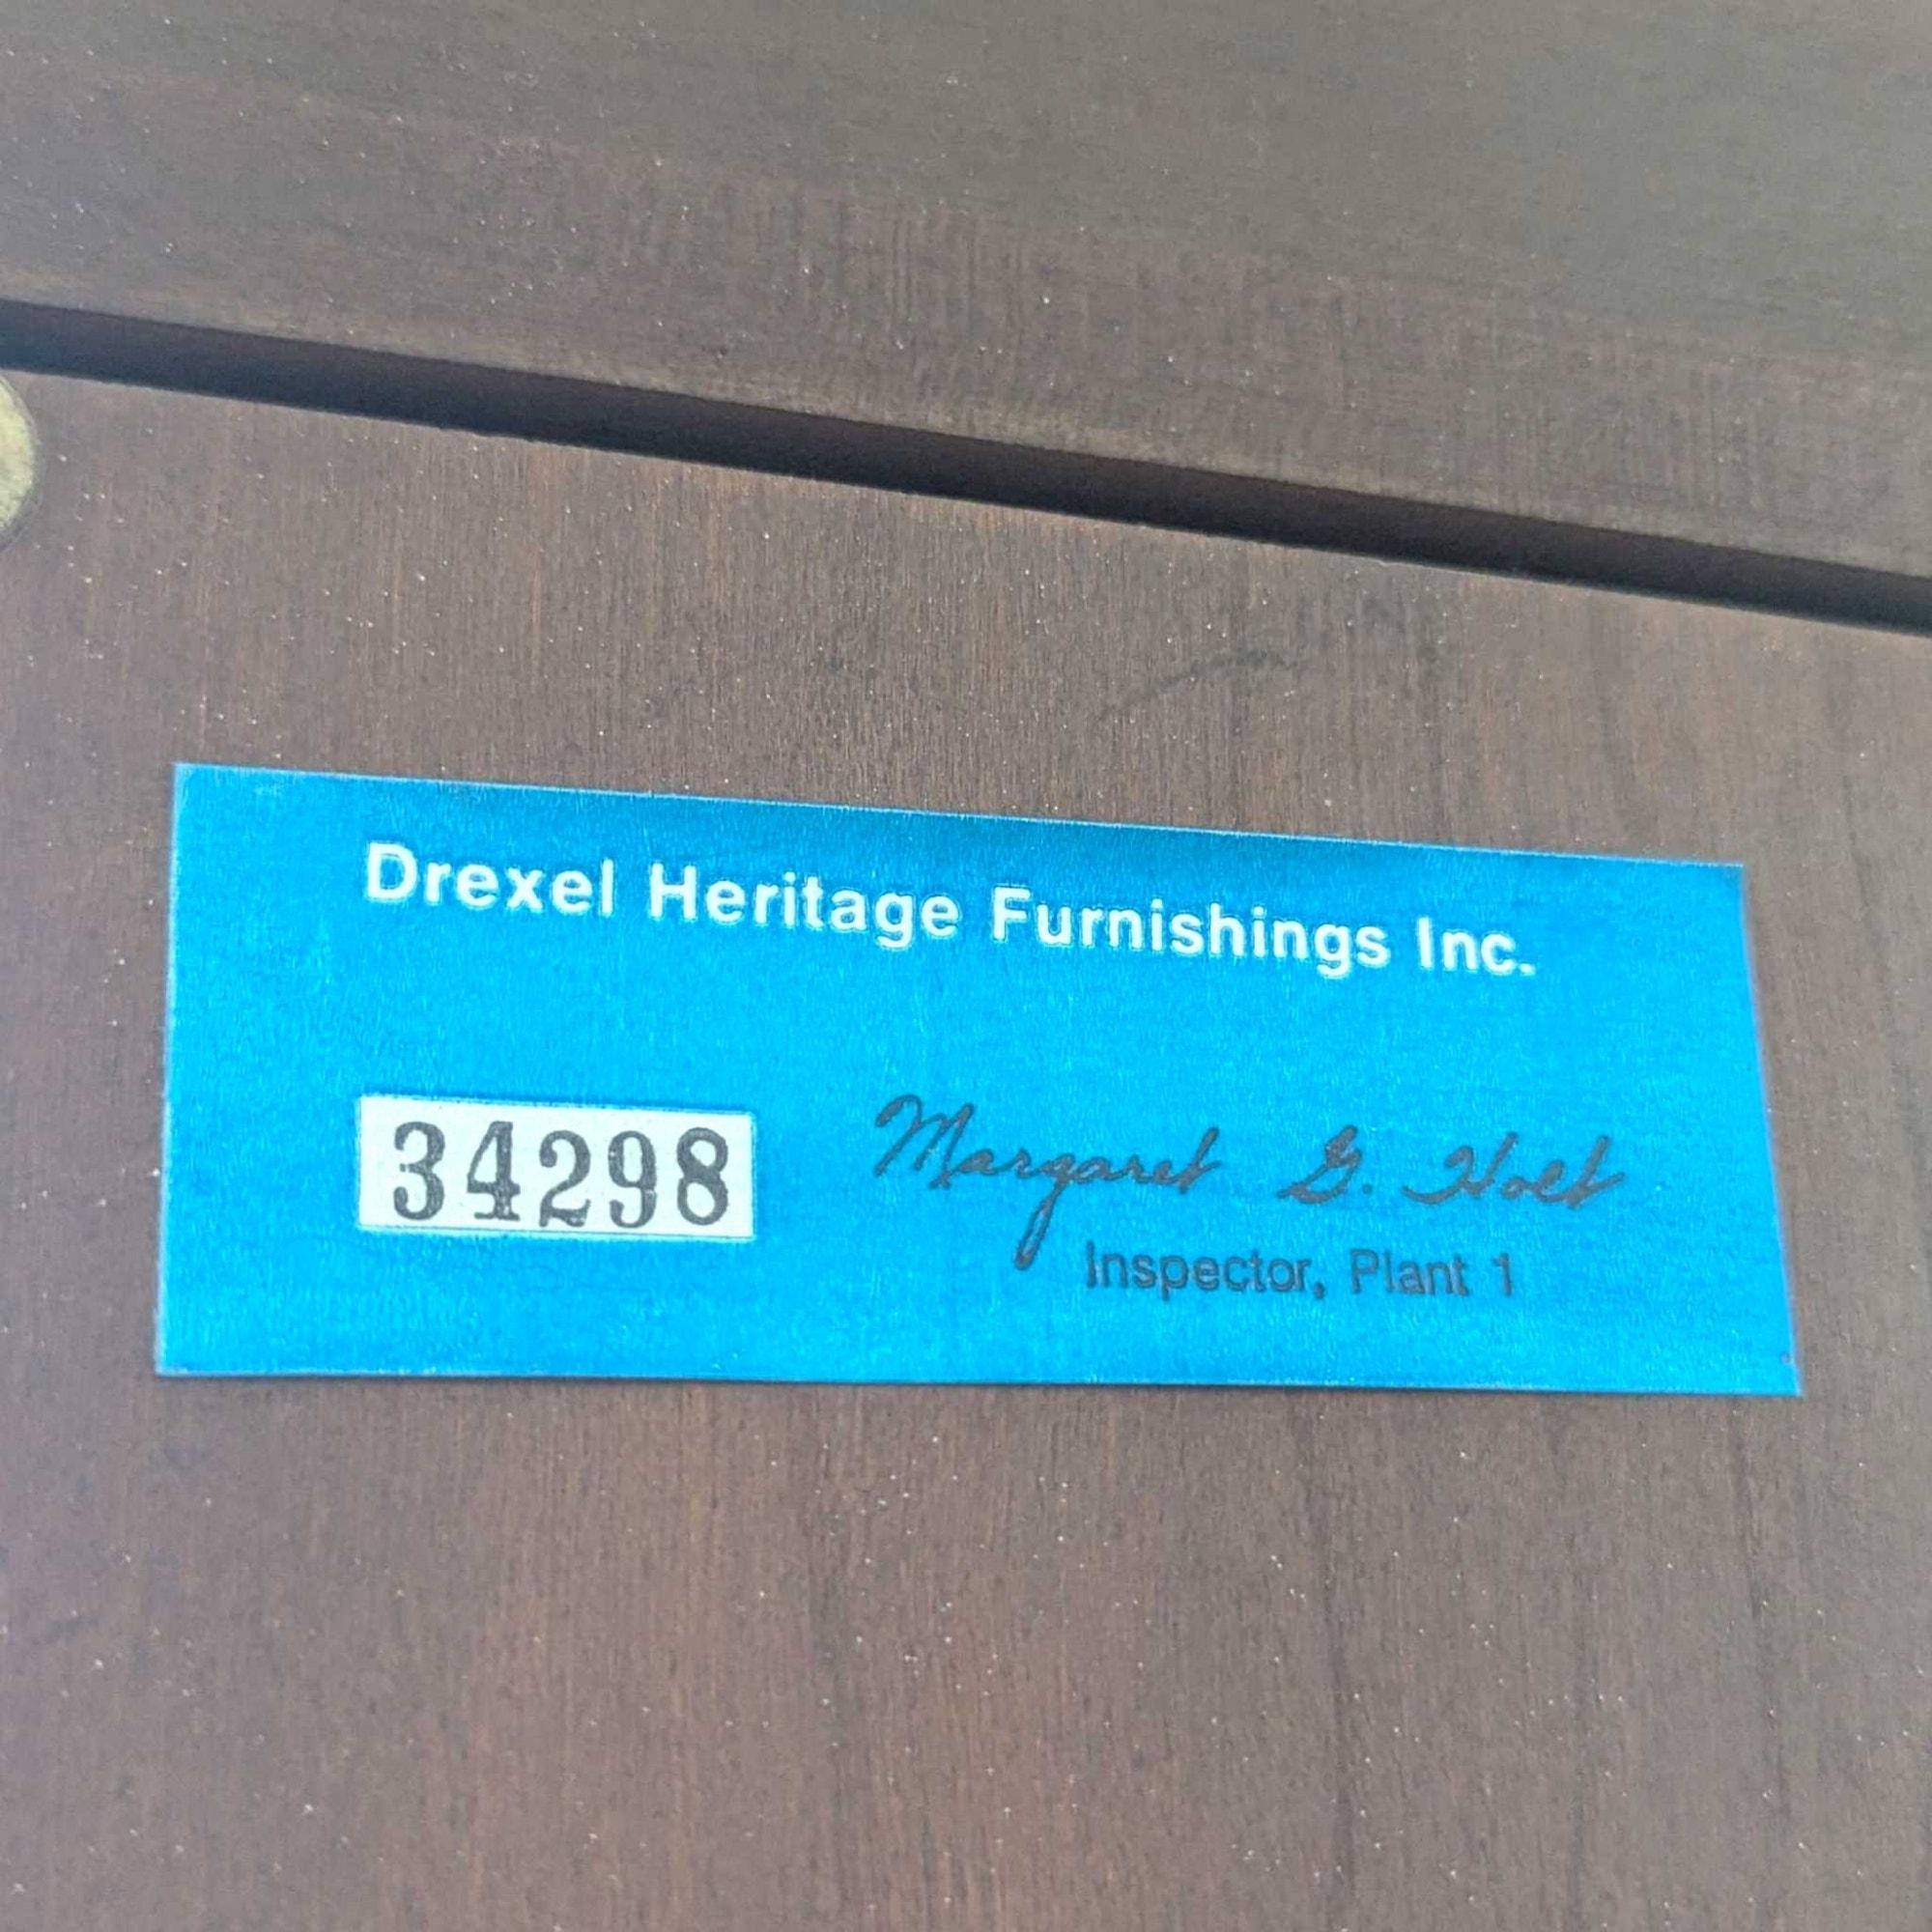 Drexel Heritage Furnishings Inc.
34298
Margaret G. Holt
Inspector, Plant 1